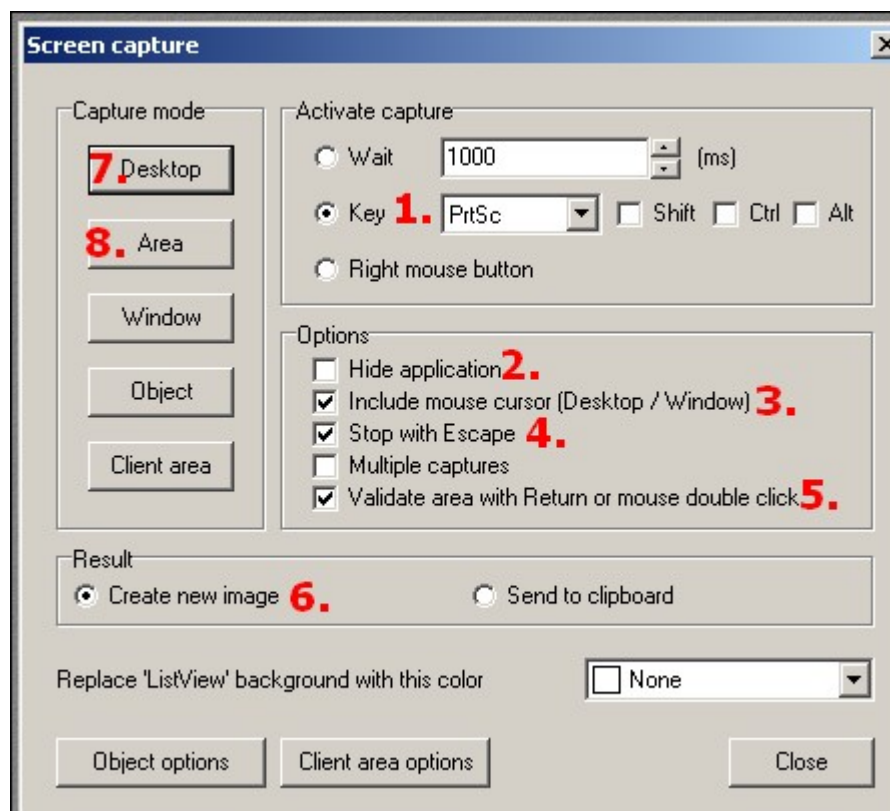 Screen capture
Capture mode
7. Desktop
8. Area
Window
Object
Client area
Activate capture
Wait 1000 (ms)
Key 1. PrtSc Shift Ctrl Alt
Right mouse button
Options
Hide application 2.
Include mouse cursor (Desktop / Window) 3.
Stop with Escape 4.
Multiple captures
Validate area with Return or mouse double click 5.
Result
Create new image 6. Send to clipboard
Replace 'ListView' background with this color None
Object options Client area options Close